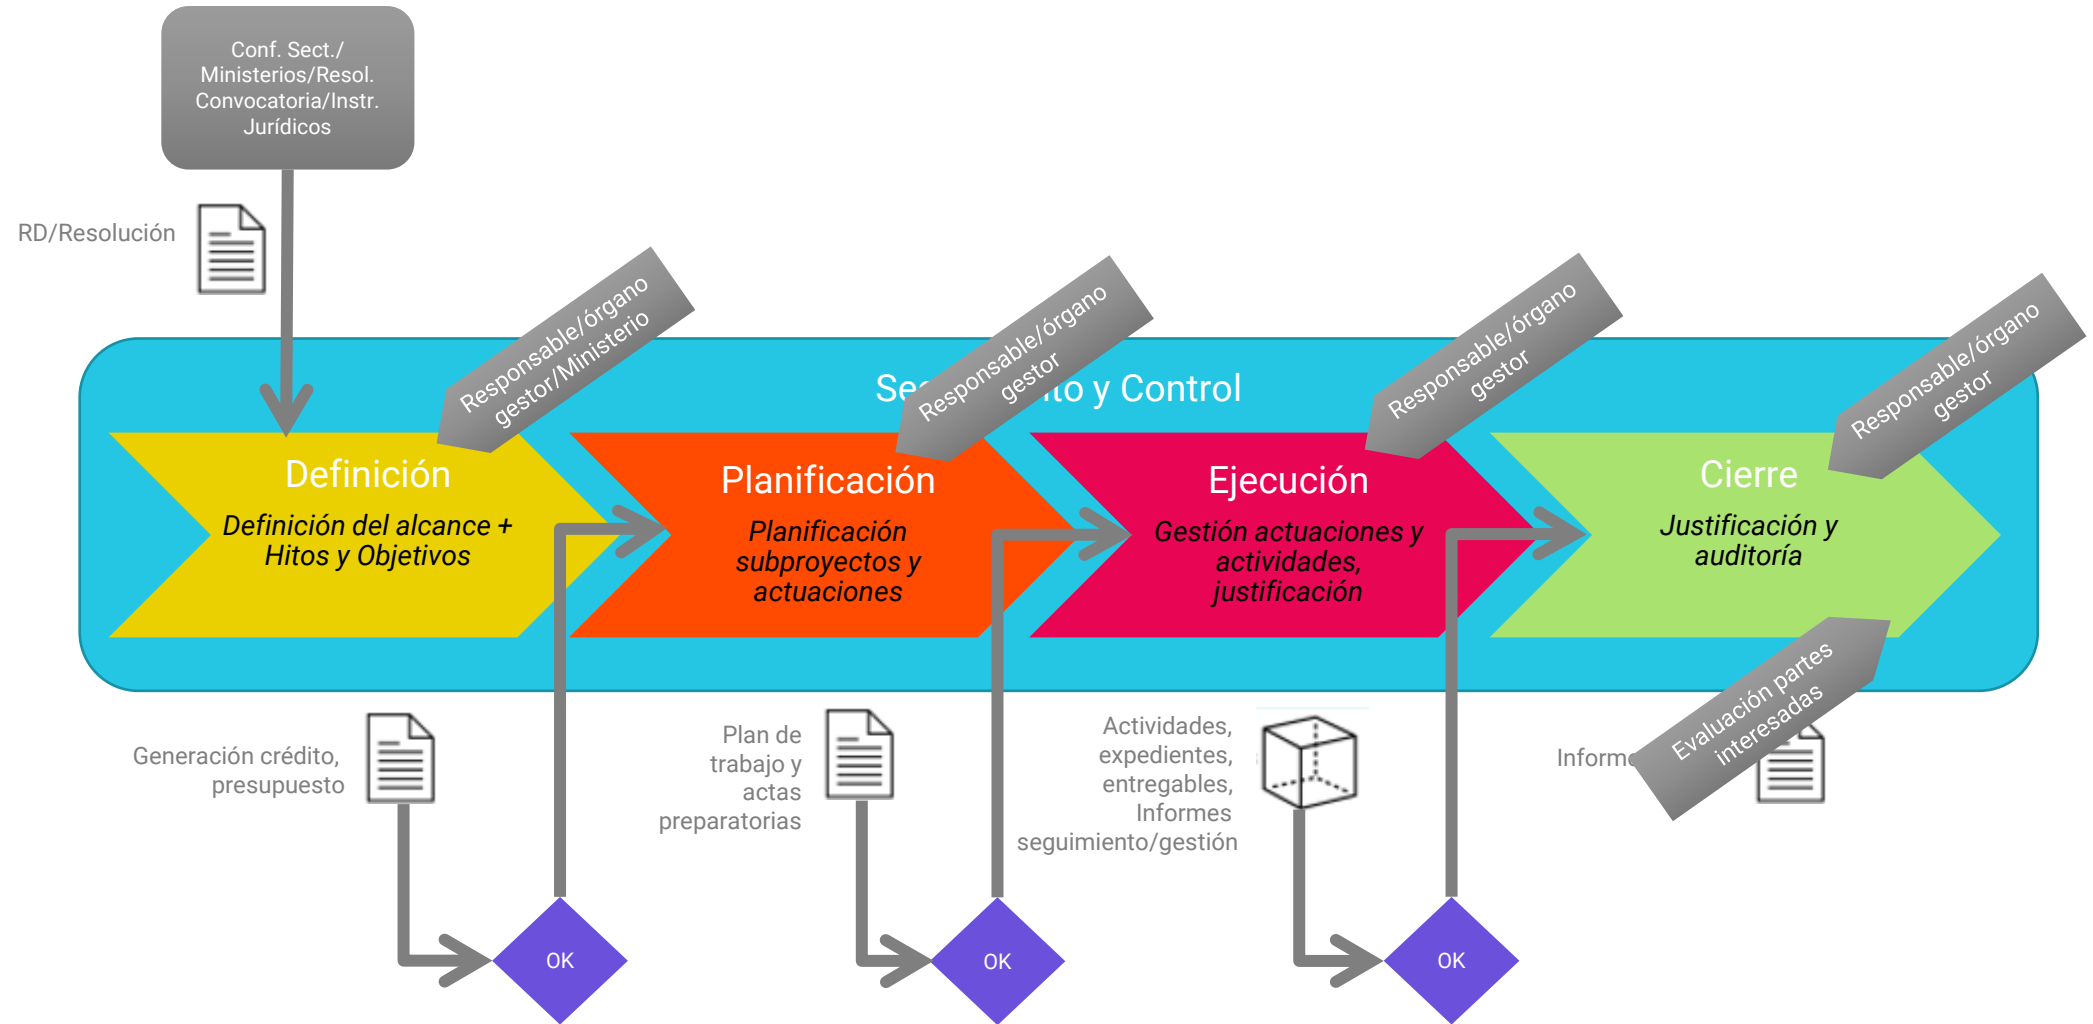 Conf. Sect./
Ministerios/Resol.
Convocatoria/Instr.
Jurídicos
RD/Resolución
Responsable/órgano
gestor/Ministerio
Responsable/órgano
gestor
Responsable/órgano
gestor
Responsable/órgano
gestor
y Control
Definición
Definición del alcance +
Hitos y Objetivos
Planificación
Planificación
subproyectos y
actuaciones
Ejecución
Gestión actuaciones y
actividades,
justificación
Cierre
Justificación y
auditoría
Generación crédito,
presupuesto
Plan de
trabajo y
actas
preparatorias
Actividades,
expedientes,
entregables,
Informes
seguimiento/gestión
Evaluación partes
interesadas
OK
OK
OK